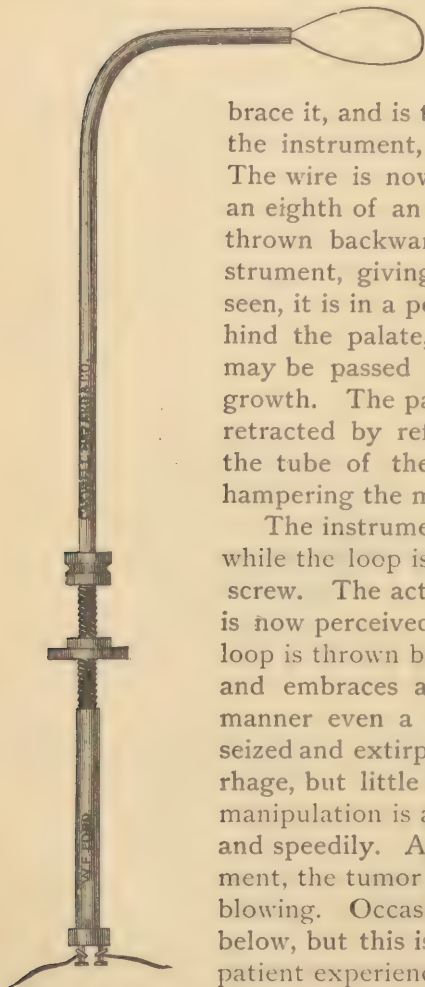 brace it, and is t
the instrument,
The wire is now
an eighth of an
thrown backwar
strument, giving
seen, it is in a pe
hind the palate,
may be passed
growth. The pa
retracted by ref
the tube of the
hampering the m
The instrume
while the loop is
screw. The act
is now perceived
loop is thrown b
and embraces a
manner even a
seized and extirp
rhage, but little
manipulation is a
and speedily. A
ment, the tumor
blowing. Occas
below, but this is
patient experienc
W.F. FORD